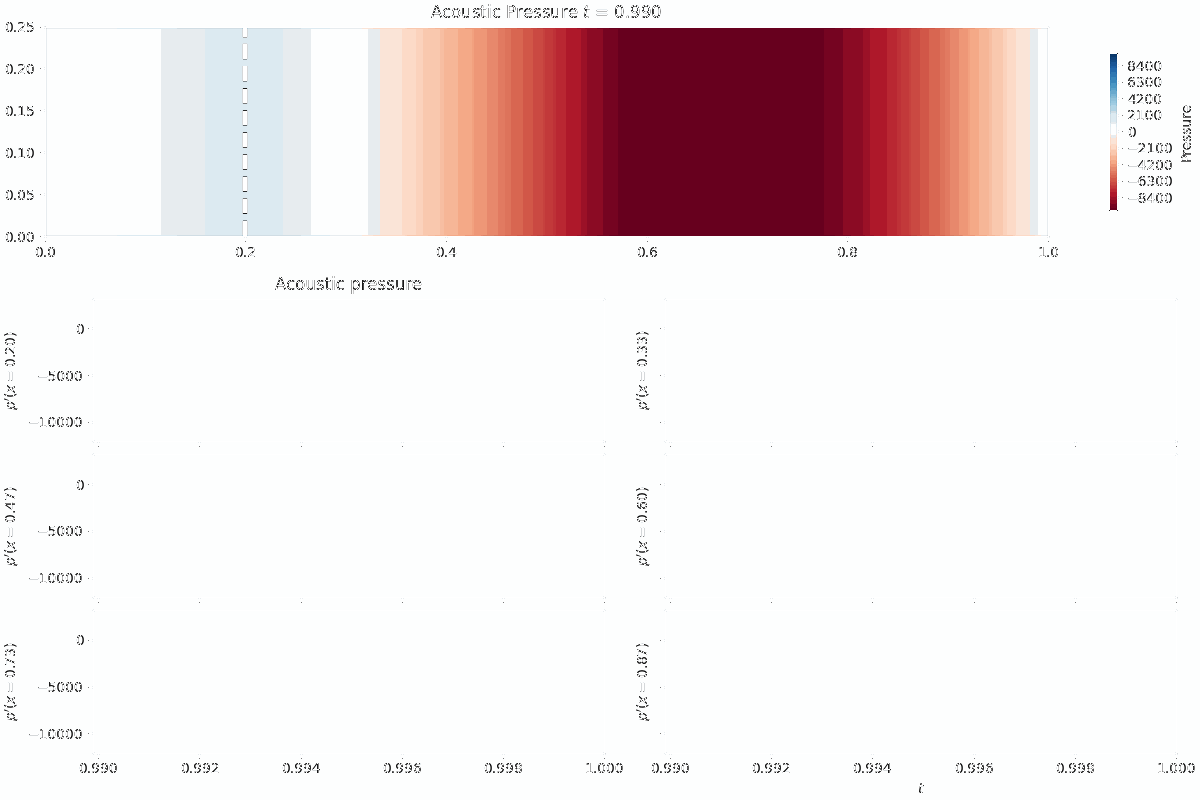 Acoustic Pressure t = 0.990
0.25
0.20
0.15
0.10
0.05
0.00
0.0 0.2 0.4 0.6 0.8 1.0
8400
6300
4200
2100
0
−2100
−4200
−6300
−8400
Pressure
Acoustic pressure
p′(x = 0.20)
0
−5000
−10000
p′(x = 0.33)
p′(x = 0.47)
0
−5000
−10000
p′(x = 0.60)
p′(x = 0.73)
0
−5000
−10000
p′(x = 0.87)
0.990 0.992 0.994 0.996 0.998 1.000
0.990 0.992 0.994 0.996 0.998 1.000
t